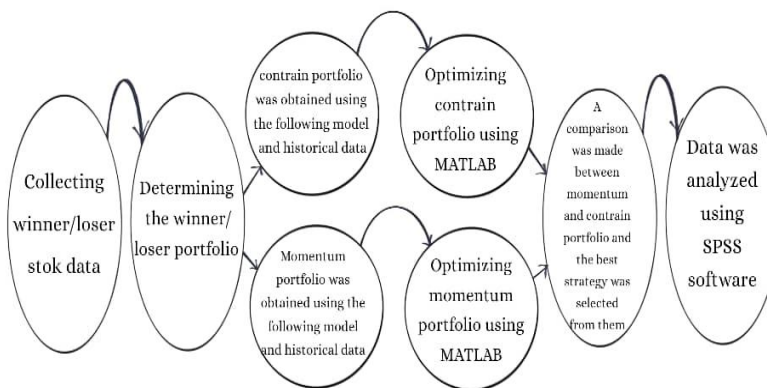 Collecting
winner/loser
stok data
Determining
the winner/
loser portfolio
contrain portfolio
was obtained using
the following model
and historical data
Optimizing
contrain
portfolio using
MATLAB
Momentum
portfolio was
obtained using the
following model
and historical data
Optimizing
momentum
portfolio using
MATLAB
A
comparison
was made
between
momentum
and contrain
portfolio and
the best
strategy was
selected
from them
Data was
analyzed
using
SPSS
software